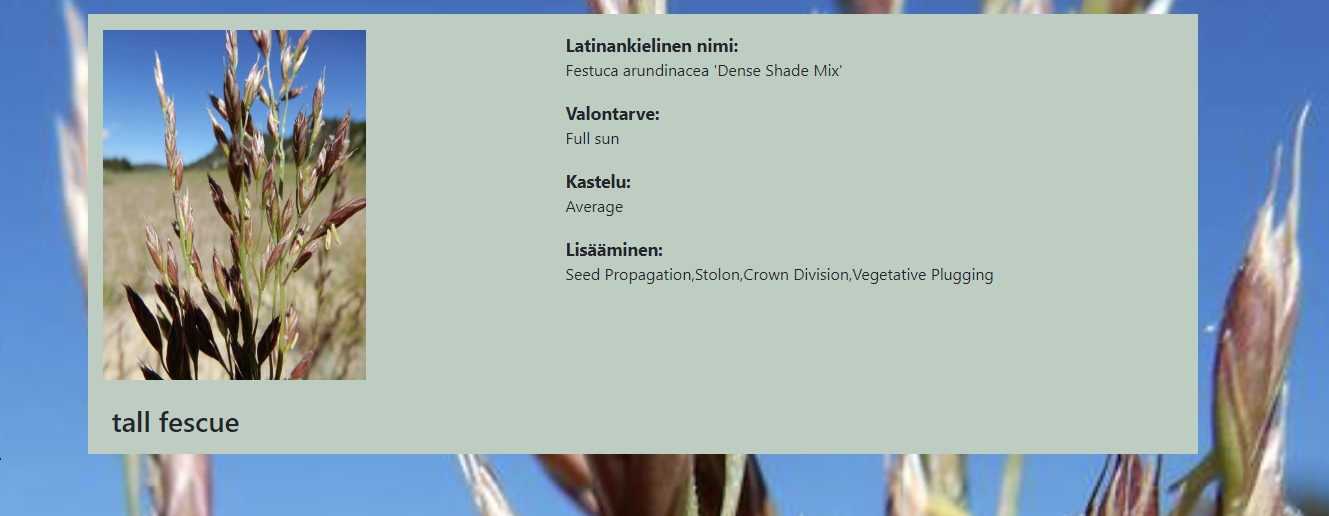 Latinankielinen nimi:
Festuca arundinacea 'Dense Shade Mix'
Valontarve:
Full sun
Kastelu:
Average
Lisääminen:
Seed Propagation,Stolon,Crown Division,Vegetative Plugging
tall fescue